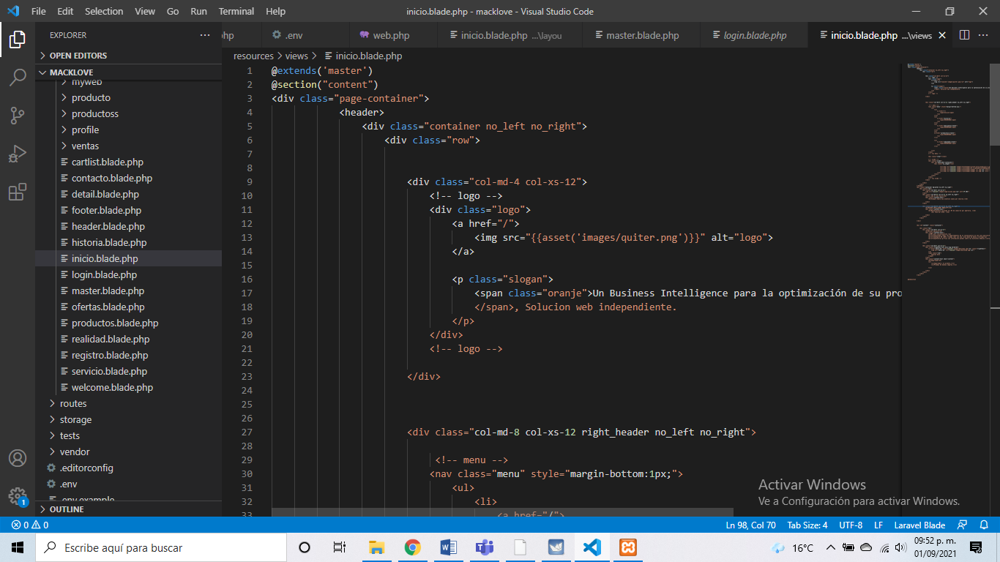 File Edit Selection View Go Run Terminal Help
inicio.blade.php - macklove - Visual Studio Code
EXPLORER
php
.env
web.php
inicio.blade.php ...\layou
master.blade.php
login.blade.php
inicio.blade.php ...\views
OPEN EDITORS
MACKLOVE
myweb
producto
productoss
profile
ventas
cartlist.blade.php
contacto.blade.php
detail.blade.php
footer.blade.php
header.blade.php
historia.blade.php
inicio.blade.php
login.blade.php
master.blade.php
ofertas.blade.php
productos.blade.php
realidad.blade.php
registro.blade.php
servicio.blade.php
welcome.blade.php
routes
storage
tests
vendor
.editorconfig
.env
.env.example
OUTLINE
resources > views > inicio.blade.php
1 @extends('master')
2 @section("content")
3 <div class="page-container">
4 <header>
5 <div class="container no_left no_right">
6 <div class="row">
7
8
9 <div class="col-md-4 col-xs-12">
10 <!-- logo -->
11 <div class="logo">
12 <a href="/">
13 <img src="{{asset('images/quiter.png')}}" alt="logo">
14 </a>
15
16 <p class="slogan">
17 <span class="oranje">Un Business Intelligence para la optimización de su pro
18 </span>, Solucion web independiente.
19 </p>
20 </div>
21 <!-- logo -->
22
23 </div>
24
25
26
27 <div class="col-md-8 col-xs-12 right_header no_left no_right">
28
29 <!-- menu -->
30 <nav class="menu" style="margin-bottom:1px;">
31 <ul>
32 <li>
33 <a href="/">
Activar Windows
Ve a Configuración para activar Windows.
1
0 0
Ln 98, Col 70 Tab Size: 4 UTF-8 LF Laravel Blade
Escribe aquí para buscar
16°C
09:52 p. m.
01/09/2021